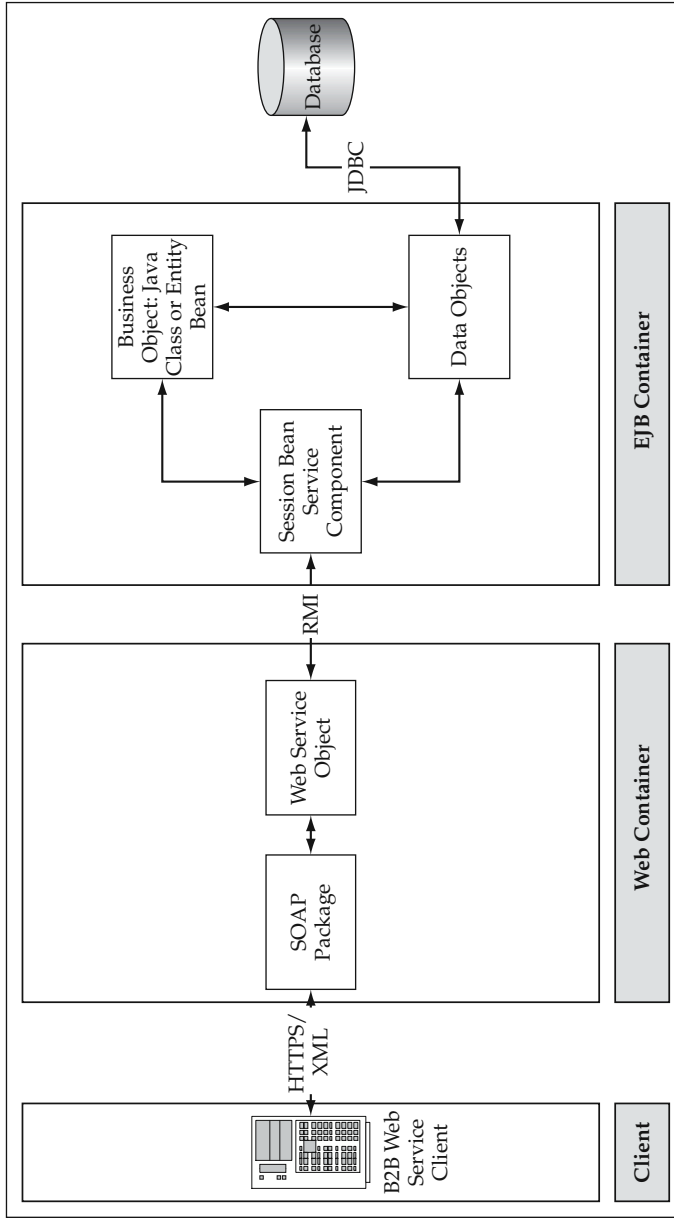 B2B Web
Service
Client
HTTPS/
XML
SOAP
Package
Web Service
Object
RMI
Session Bean
Service
Component
Business
Object: Java
Class or Entity
Bean
Data Objects
JDBC
Database
Client
Web Container
EJB Container